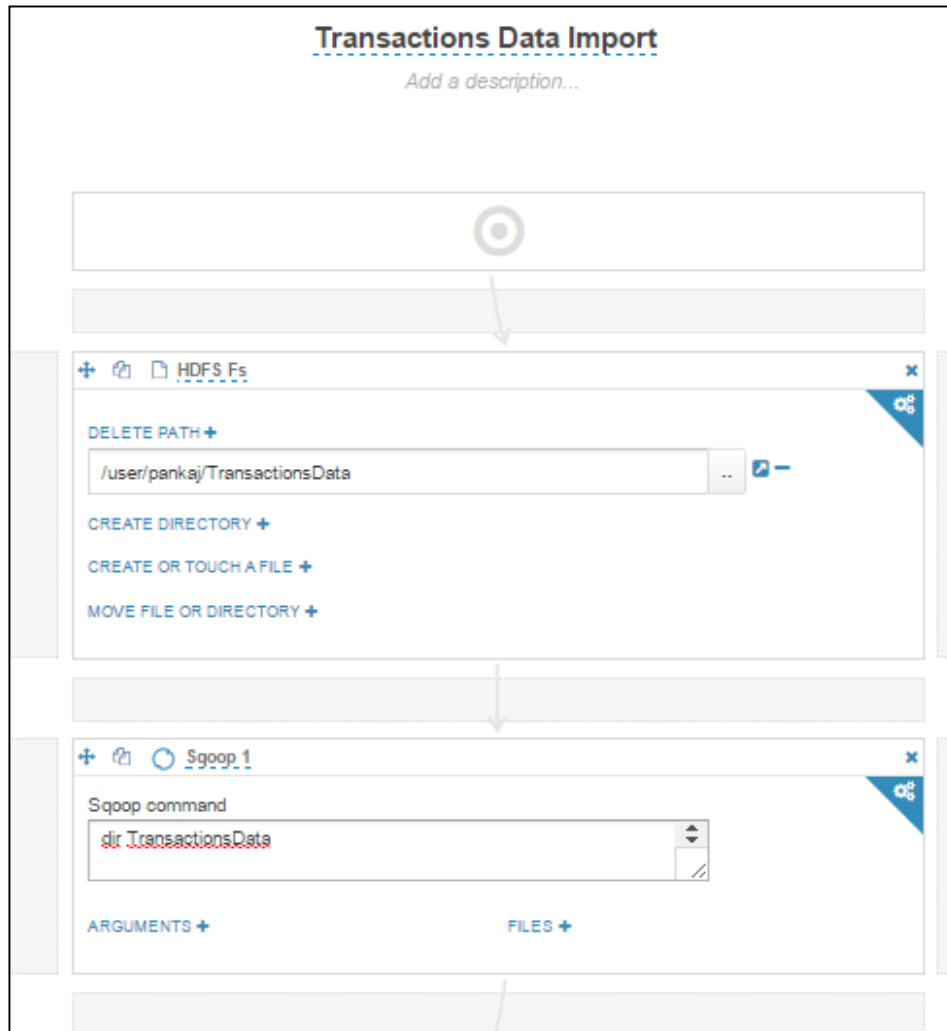 Transactions Data Import
Add a description...
HDFS Fs
DELETE PATH +
/user/pankaj/TransactionsData
..
CREATE DIRECTORY +
CREATE OR TOUCH A FILE +
MOVE FILE OR DIRECTORY +
Sqoop 1
Sqoop command
dir TransactionsData
ARGUMENTS + FILES +